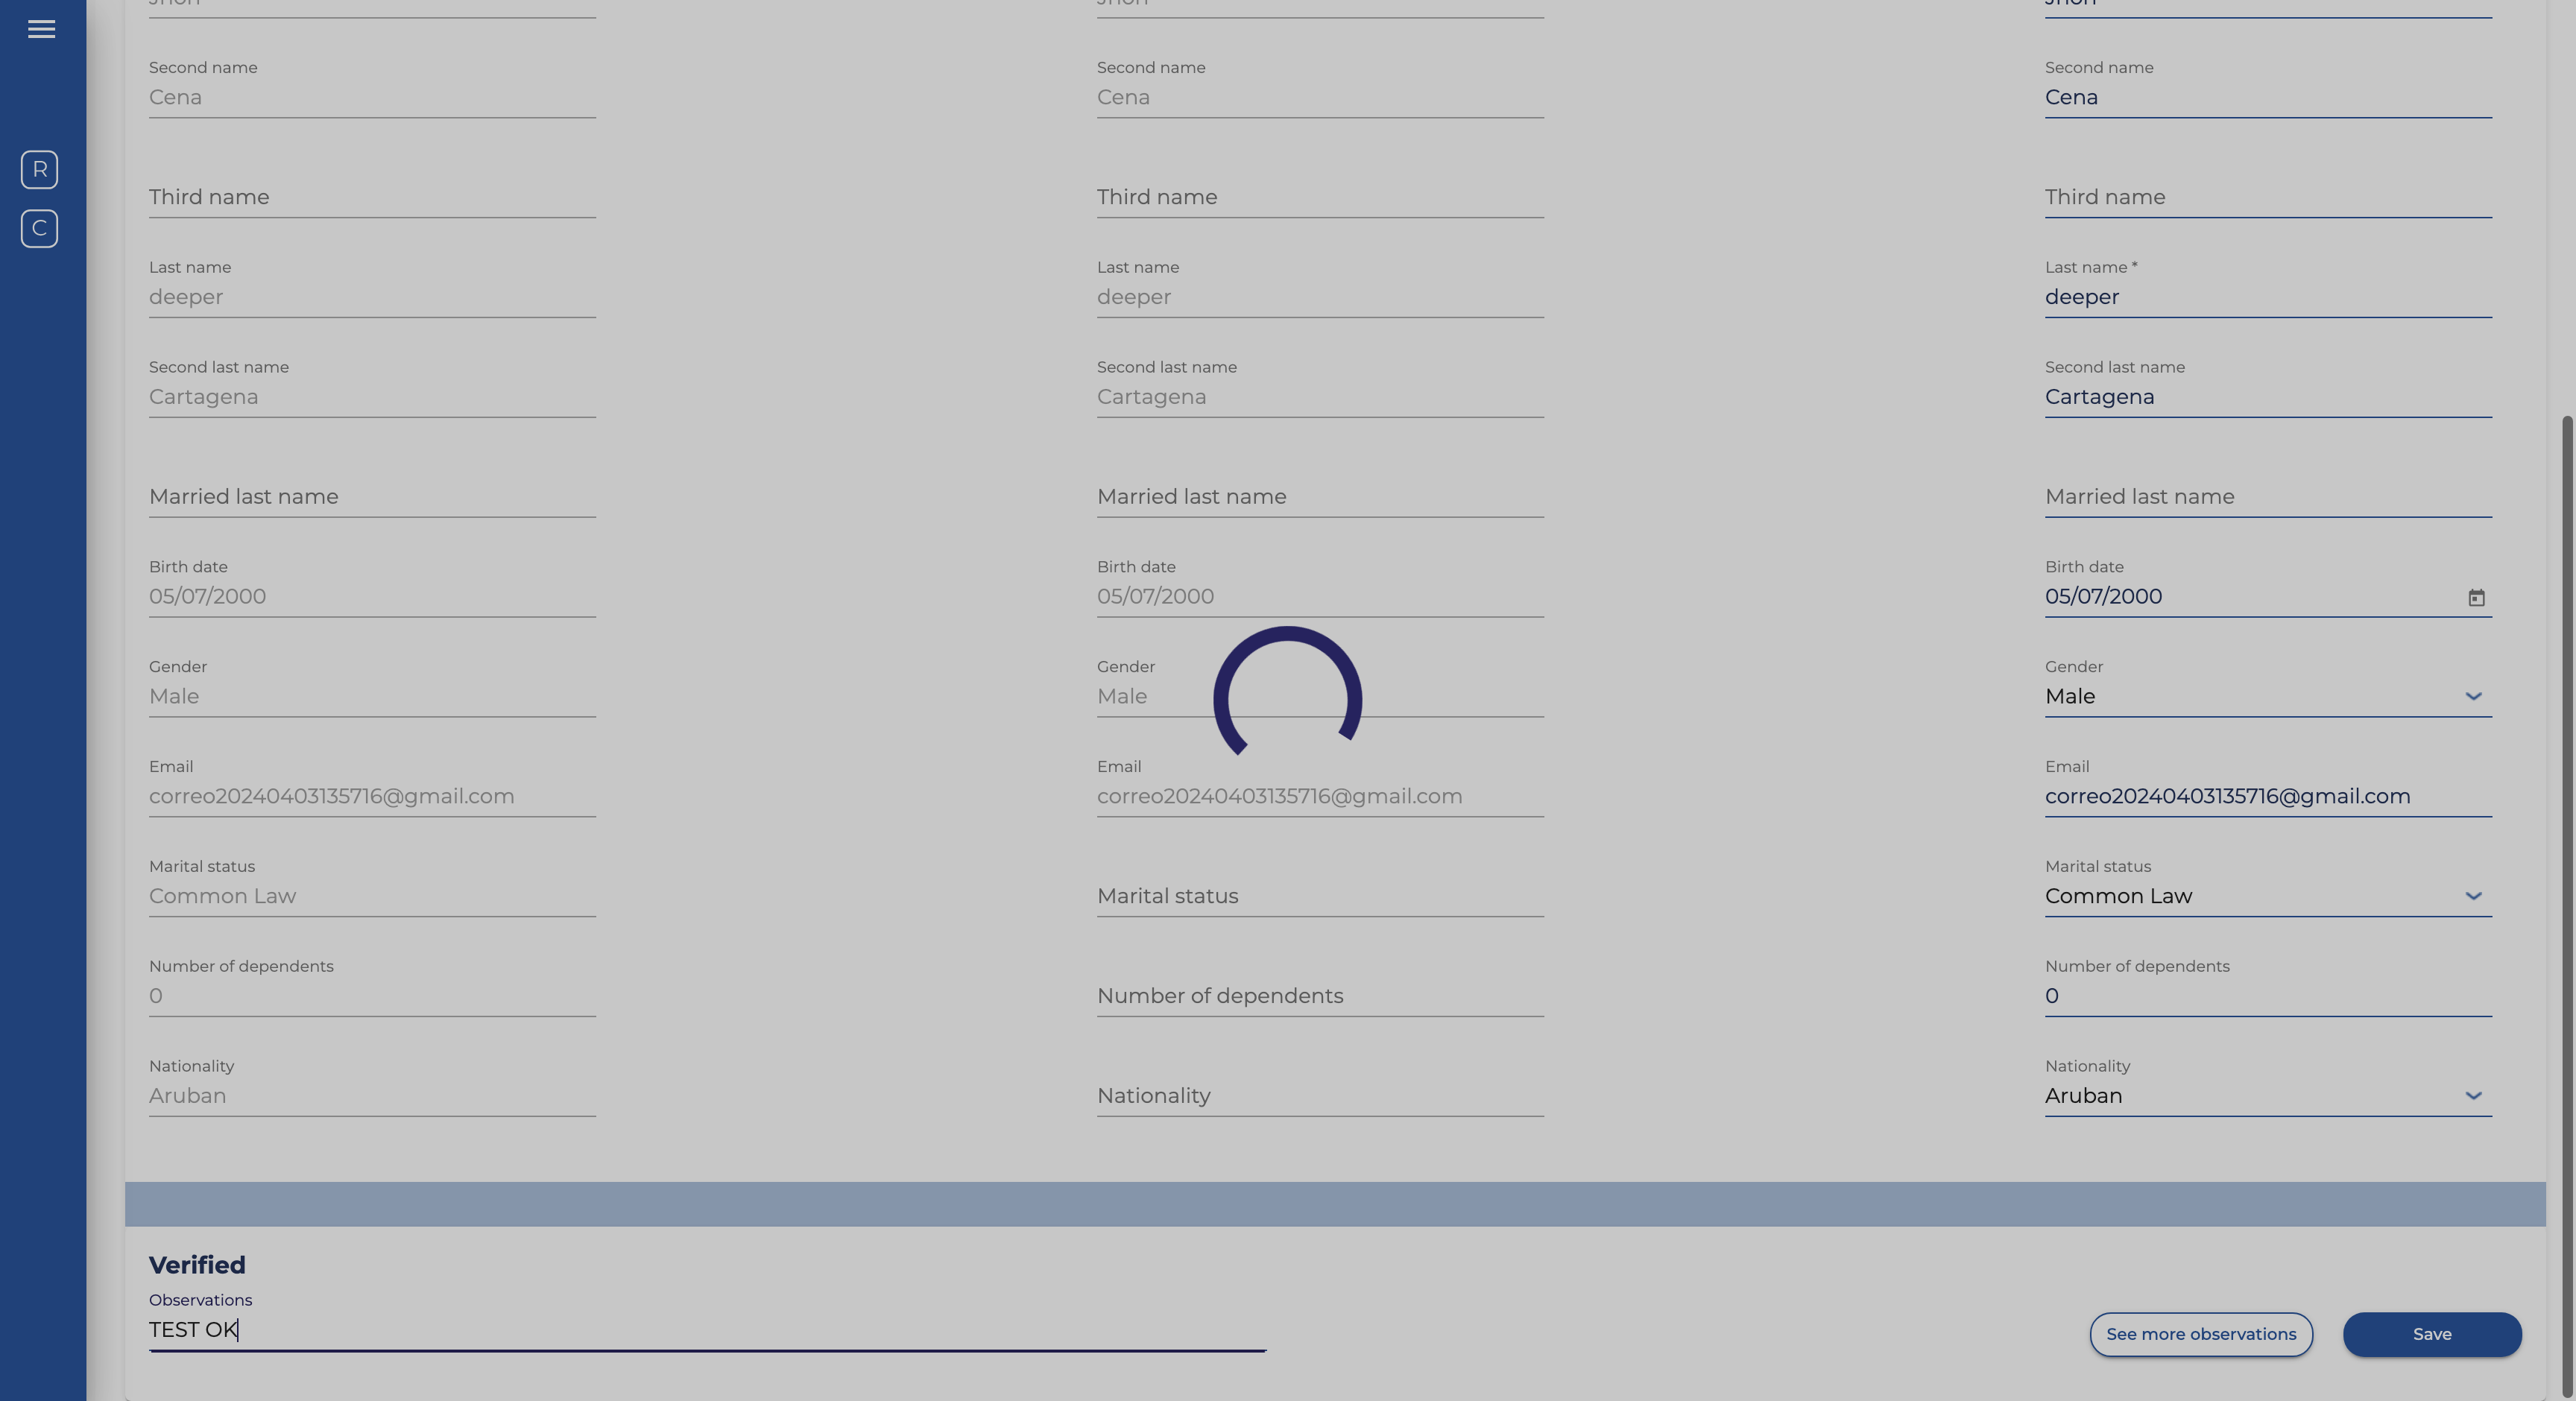 Jhon Jhon Jhon
R
C
Second name Second name Second name
Cena Cena Cena
Third name Third name Third name
Last name Last name Last name *
deeper deeper deeper
Second last name Second last name Second last name
Cartagena Cartagena Cartagena
Married last name Married last name Married last name
Birth date Birth date Birth date
05/07/2000 05/07/2000 05/07/2000
Gender Gender Gender
Male Male Male
Email Email Email
correo20240403135716@gmail.com correo20240403135716@gmail.com correo20240403135716@gmail.com
Marital status Marital status
Common Law Marital status Common Law
Number of dependents Number of dependents
0 Number of dependents 0
Nationality Nationality
Aruban Nationality Aruban
Verified
Observations
TEST OK
See more observations Save